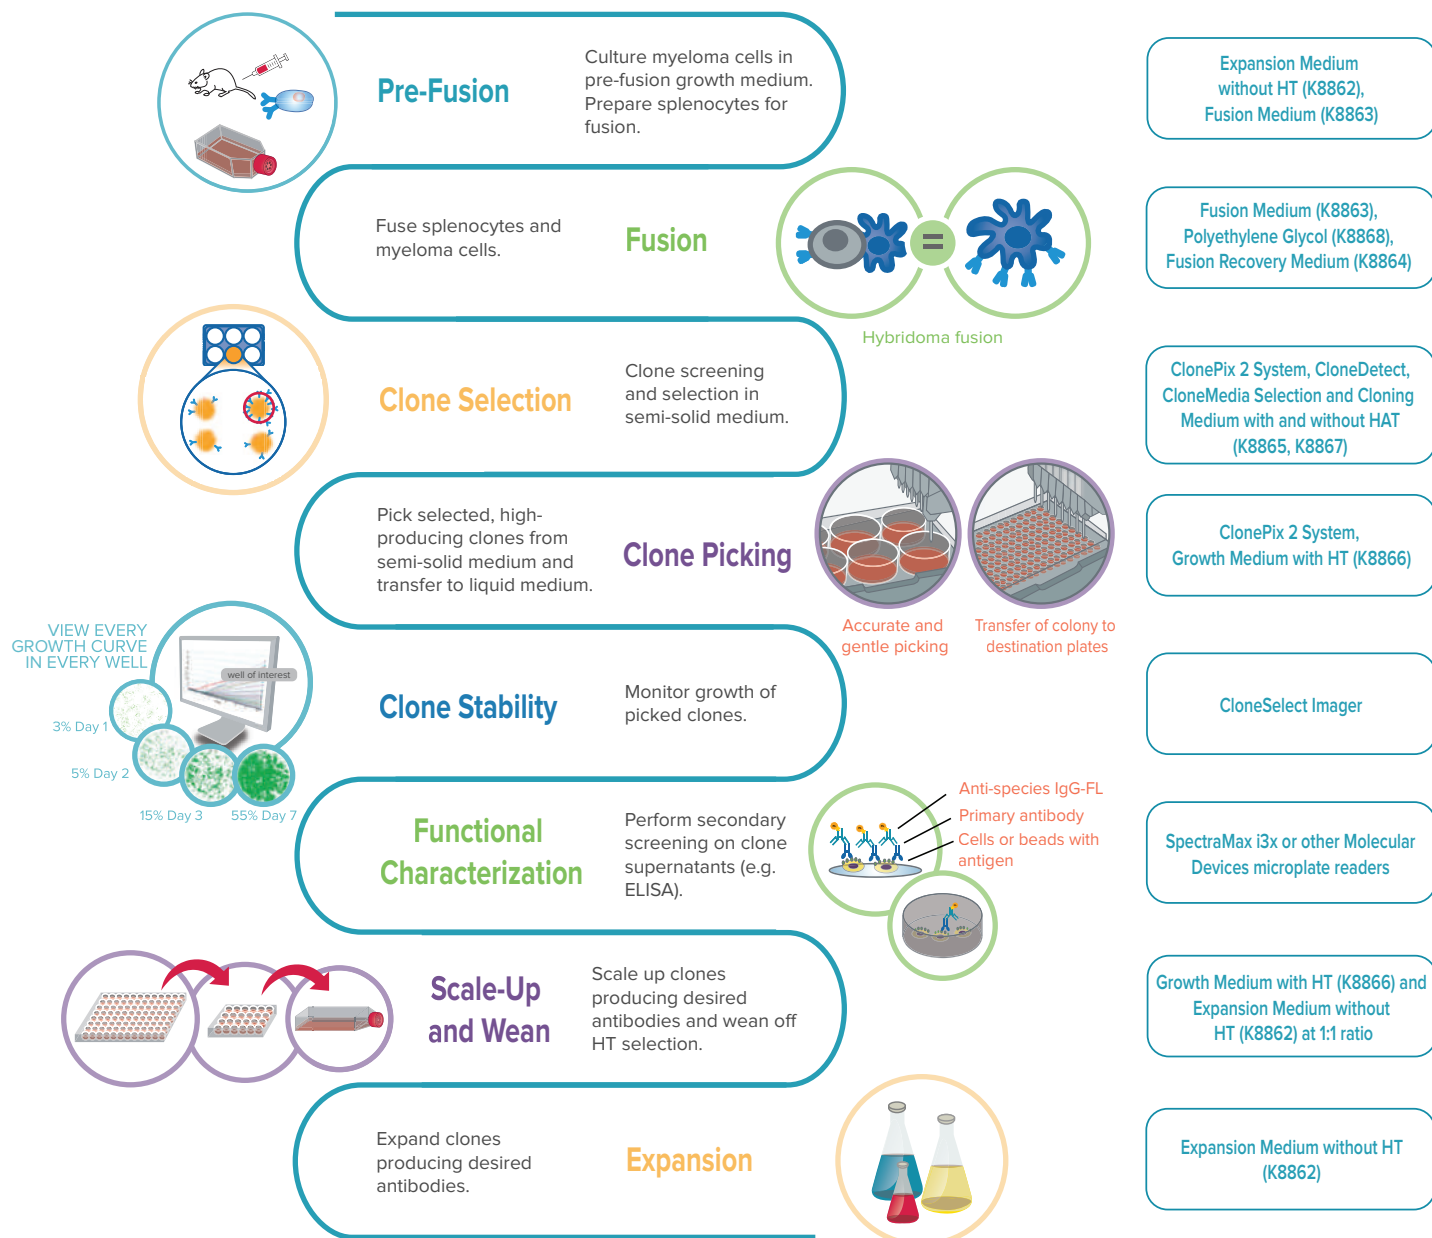 Pre-Fusion
Culture myeloma cells in
pre-fusion growth medium.
Prepare splenocytes for
fusion.
Expansion Medium
without HT (K8862),
Fusion Medium (K8863)
Fuse splenocytes and
myeloma cells.
Fusion
Hybridoma fusion
Fusion Medium (K8863),
Polyethylene Glycol (K8868),
Fusion Recovery Medium (K8864)
Clone Selection
Clone screening
and selection in
semi-solid medium.
ClonePix 2 System, CloneDetect,
CloneMedia Selection and Cloning
Medium with and without HAT
(K8865, K8867)
Pick selected, high-
producing clones from
semi-solid medium and
transfer to liquid medium.
Clone Picking
Accurate and
gentle picking
Transfer of colony to
destination plates
ClonePix 2 System,
Growth Medium with HT (K8866)
VIEW EVERY
GROWTH CURVE
IN EVERY WELL
well of interest
3% Day 1
5% Day 2
15% Day 3
55% Day 7
Clone Stability
Monitor growth of
picked clones.
CloneSelect Imager
Functional
Characterization
Perform secondary
screening on clone
supernatants (e.g.
ELISA).
Anti-species IgG-FL
Primary antibody
Cells or beads with
antigen
SpectraMax i3x or other Molecular
Devices microplate readers
Scale-Up
and Wean
Scale up clones
producing desired
antibodies and wean off
HT selection.
Growth Medium with HT (K8866) and
Expansion Medium without
HT (K8862) at 1:1 ratio
Expand clones
producing desired
antibodies.
Expansion
Expansion Medium without HT
(K8862)